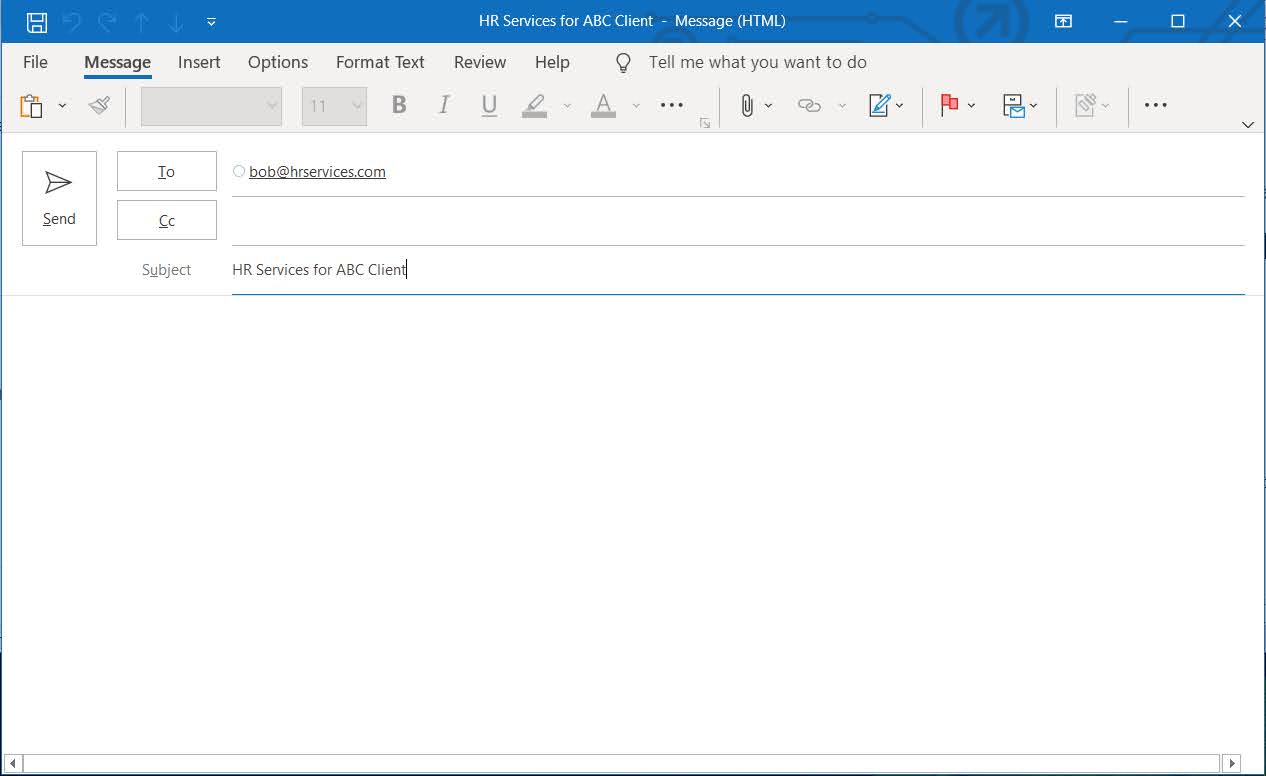 HR Services for ABC Client - Message (HTML)
File Message Insert Options Format Text Review Help Tell me what you want to do
11 B I U A
To bob@hrservices.com
Send
Cc
Subject HR Services for ABC Client